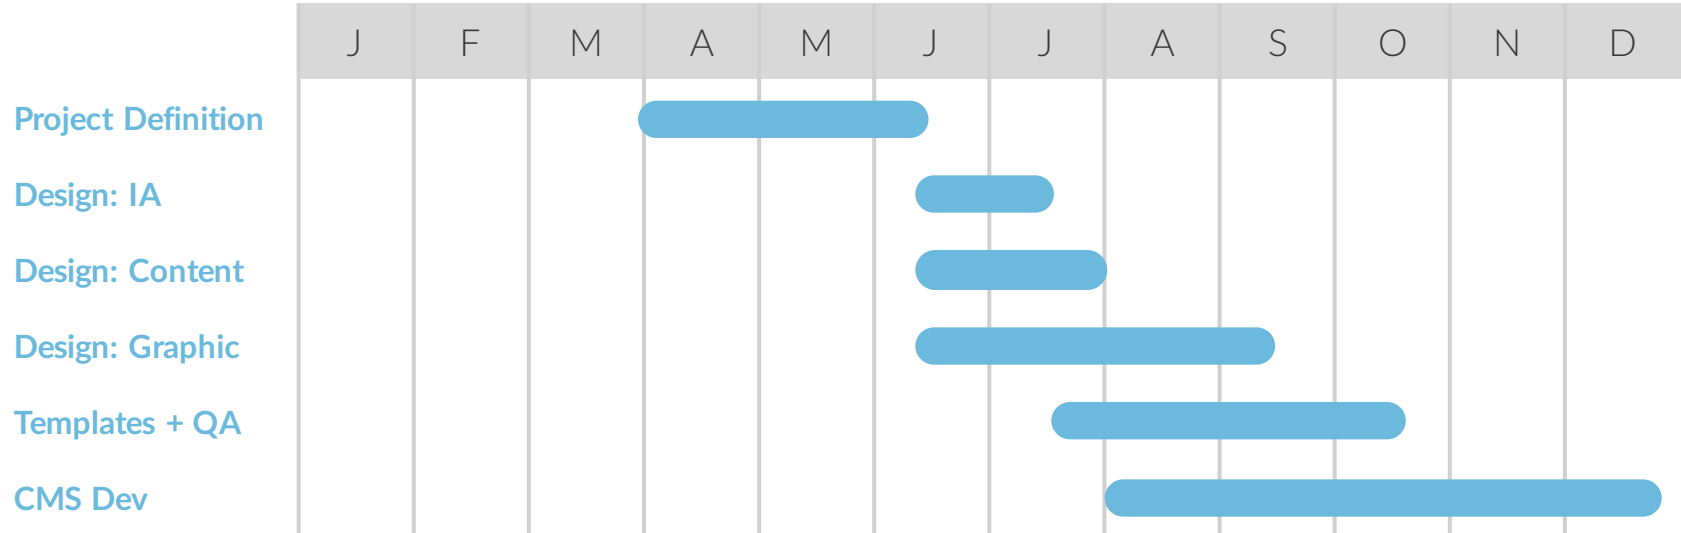 J F M A M J J A S O N D
Project Definition
Design: IA
Design: Content
Design: Graphic
Templates + QA
CMS Dev